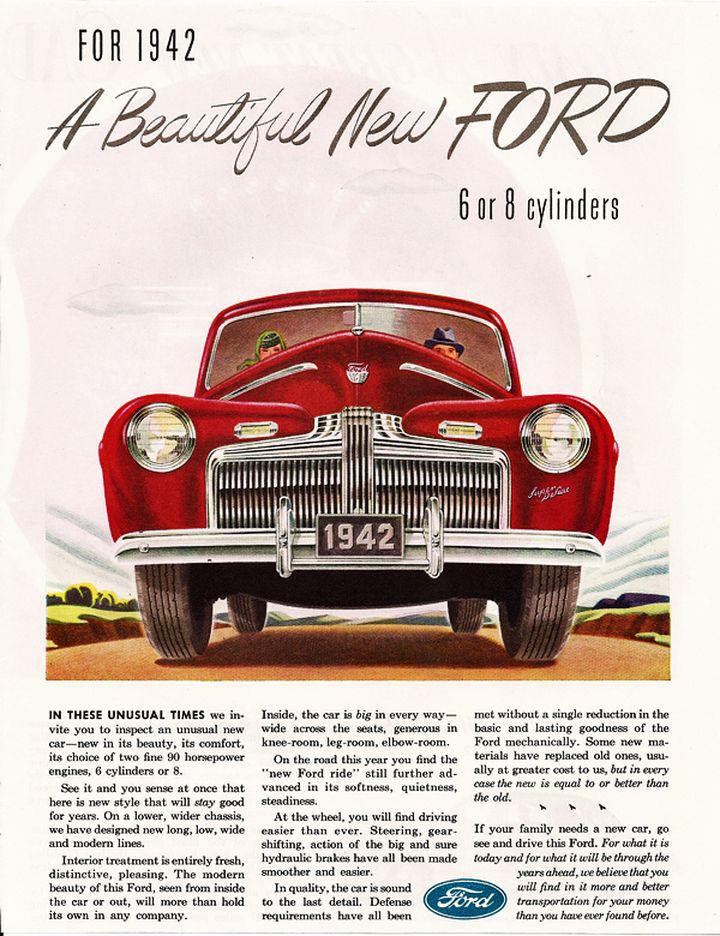 FOR 1942
A Beautiful New FORD
6 or 8 cylinders
Ford
Super
DeLuxe
1942
IN THESE UNUSUAL TIMES we in-
vite you to inspect an unusual new
car—new in its beauty, its comfort,
its choice of two fine 90 horsepower
engines, 6 cylinders or 8.
See it and you sense at once that
here is new style that will stay good
for years. On a lower, wider chassis,
we have designed new long, low, wide
and modern lines.
Interior treatment is entirely fresh,
distinctive, pleasing. The modern
beauty of this Ford, seen from inside
the car or out, will more than hold
its own in any company.
Inside, the car is big in every way—
wide across the seats, generous in
knee-room, leg-room, elbow-room.
On the road this year you find the
"new Ford ride" still further ad-
vanced in its softness, quietness,
steadiness.
At the wheel, you will find driving
easier than ever. Steering, gear-
shifting, action of the big and sure
hydraulic brakes have all been made
smoother and easier.
In quality, the car is sound
to the last detail. Defense
requirements have all been
met without a single reduction in the
basic and lasting goodness of the
Ford mechanically. Some new ma-
terials have replaced old ones, usu-
ally at greater cost to us, but in every
case the new is equal to or better than
the old.
If your family needs a new car, go
see and drive this Ford. For what it is
today and for what it will be through the
years ahead, we believe that you
will find in it more and better
transportation for your money
than you have ever found before.
Ford